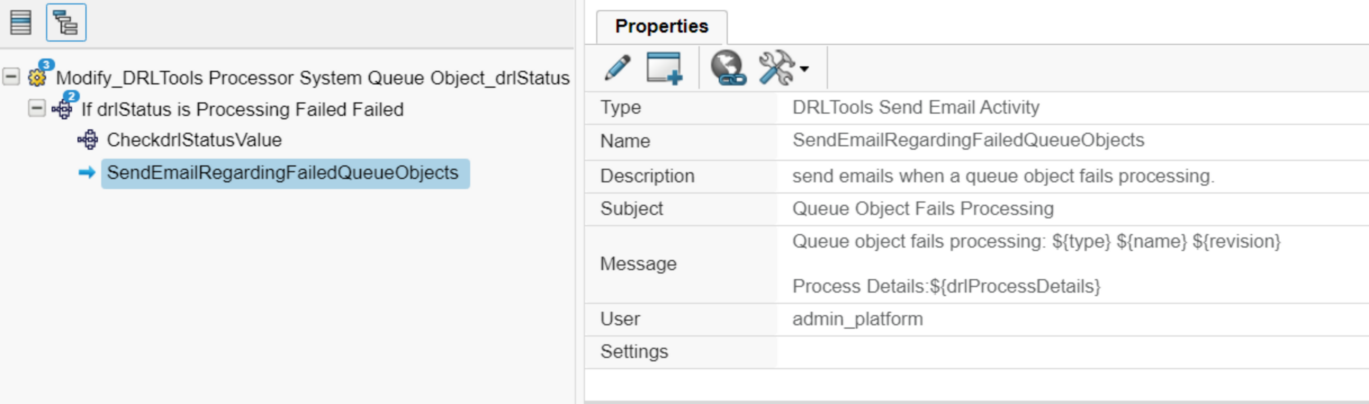 Properties
3
Modify_DRLTools Processor System Queue Object_drlStatus
2
If drlStatus is Processing Failed Failed
CheckdrlStatusValue
SendEmailRegardingFailedQueueObjects
Type DRLTools Send Email Activity
Name SendEmailRegardingFailedQueueObjects
Description send emails when a queue object fails processing.
Subject Queue Object Fails Processing
Message Queue object fails processing: ${type} ${name} ${revision}
Process Details:${drlProcessDetails}
User admin_platform
Settings